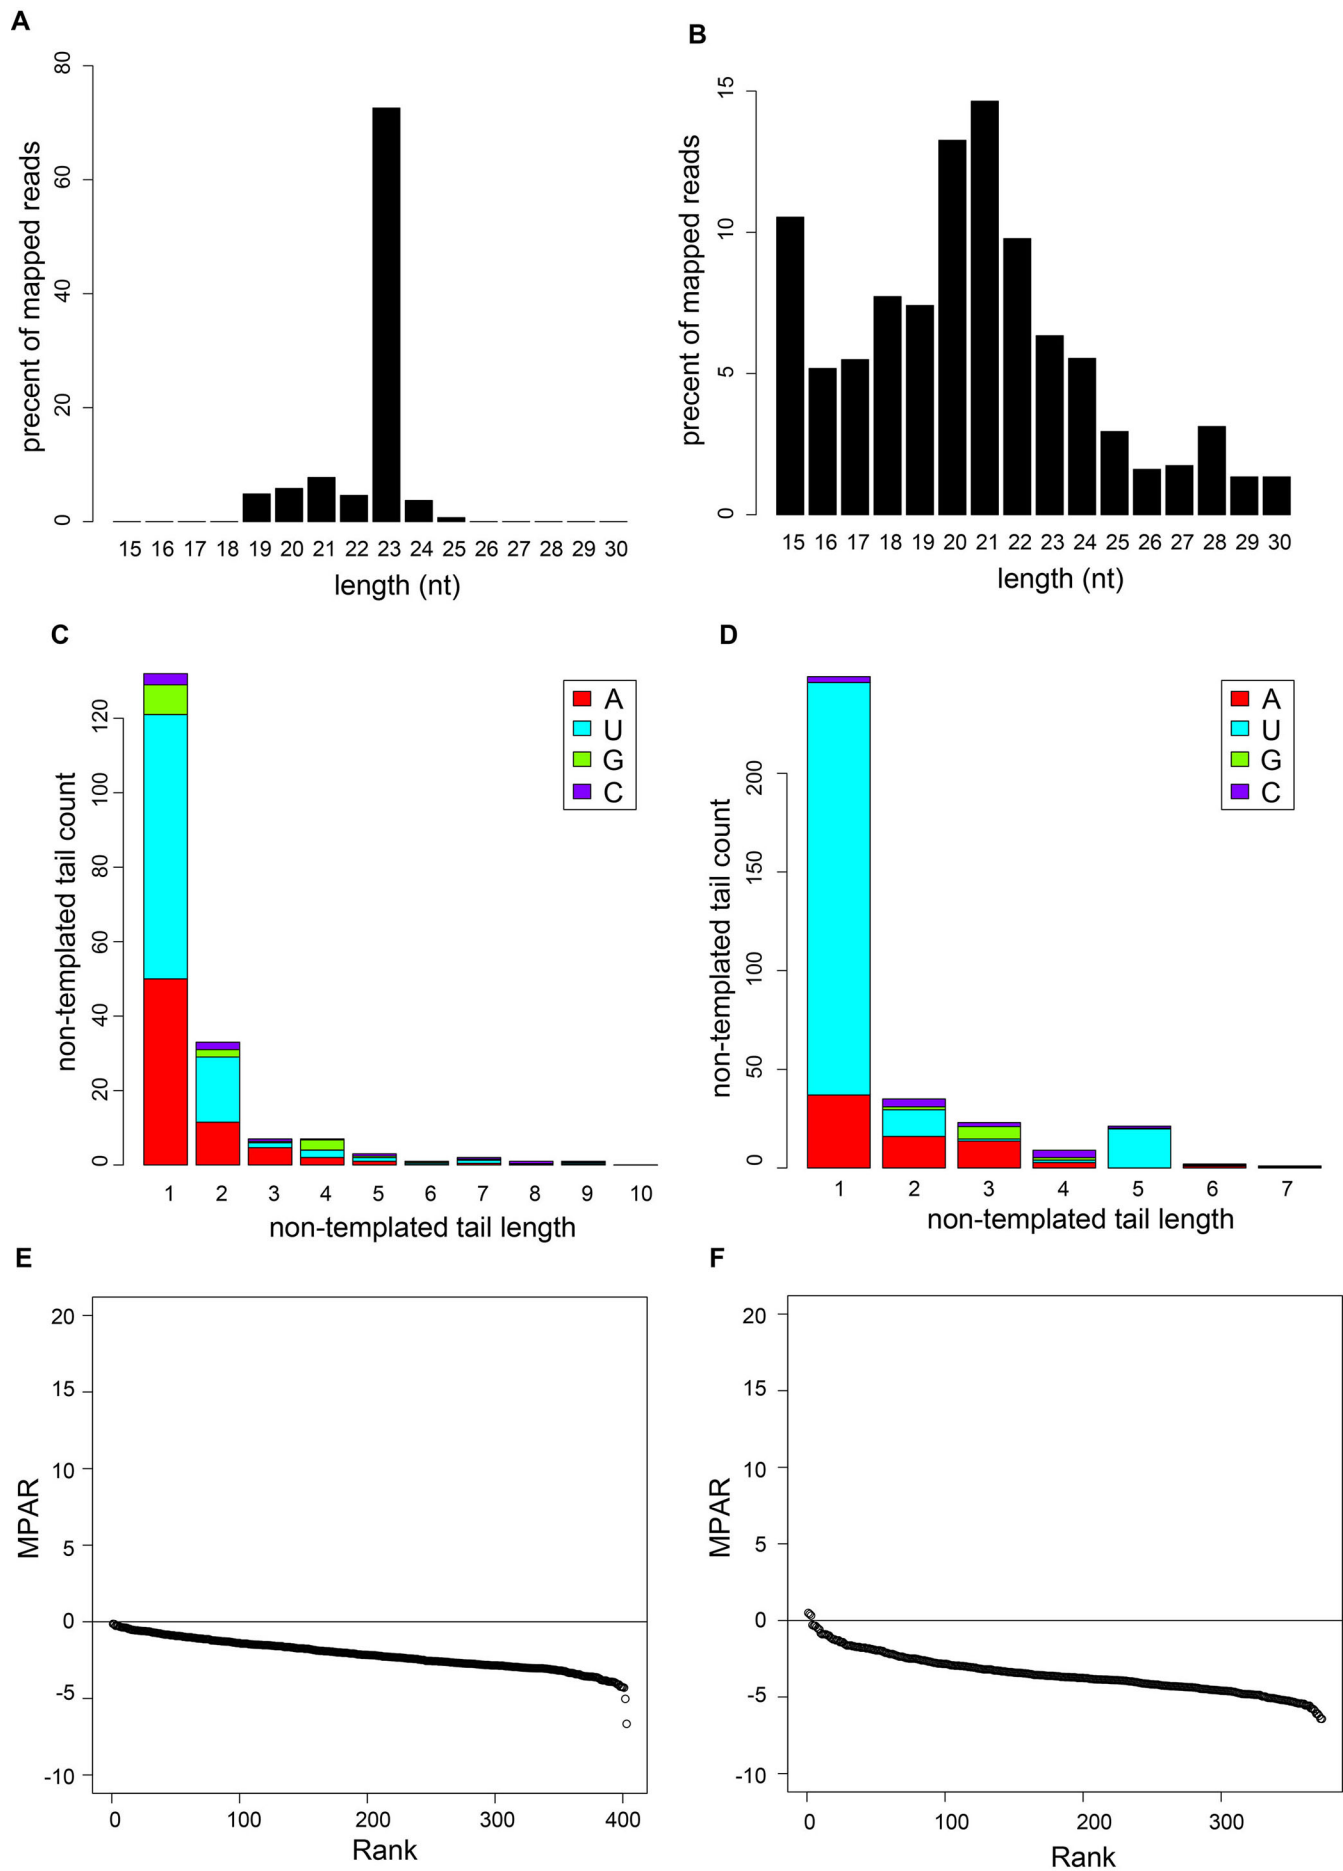 A
precent of mapped reads
0 20 40 60 80
15 16 17 18 19 20 21 22 23 24 25 26 27 28 29 30
length (nt)
B
precent of mapped reads
0 5 10 15
15 16 17 18 19 20 21 22 23 24 25 26 27 28 29 30
length (nt)
C
non-templated tail count
0 20 40 60 80 100 120
A
U
G
C
1 2 3 4 5 6 7 8 9 10
non-templated tail length
D
non-templated tail count
0 50 100 150 200
A
U
G
C
1 2 3 4 5 6 7
non-templated tail length
E
MPAR
20
15
10
5
0
-5
-10
0 100 200 300 400
Rank
F
MPAR
20
15
10
5
0
-5
-10
0 100 200 300
Rank